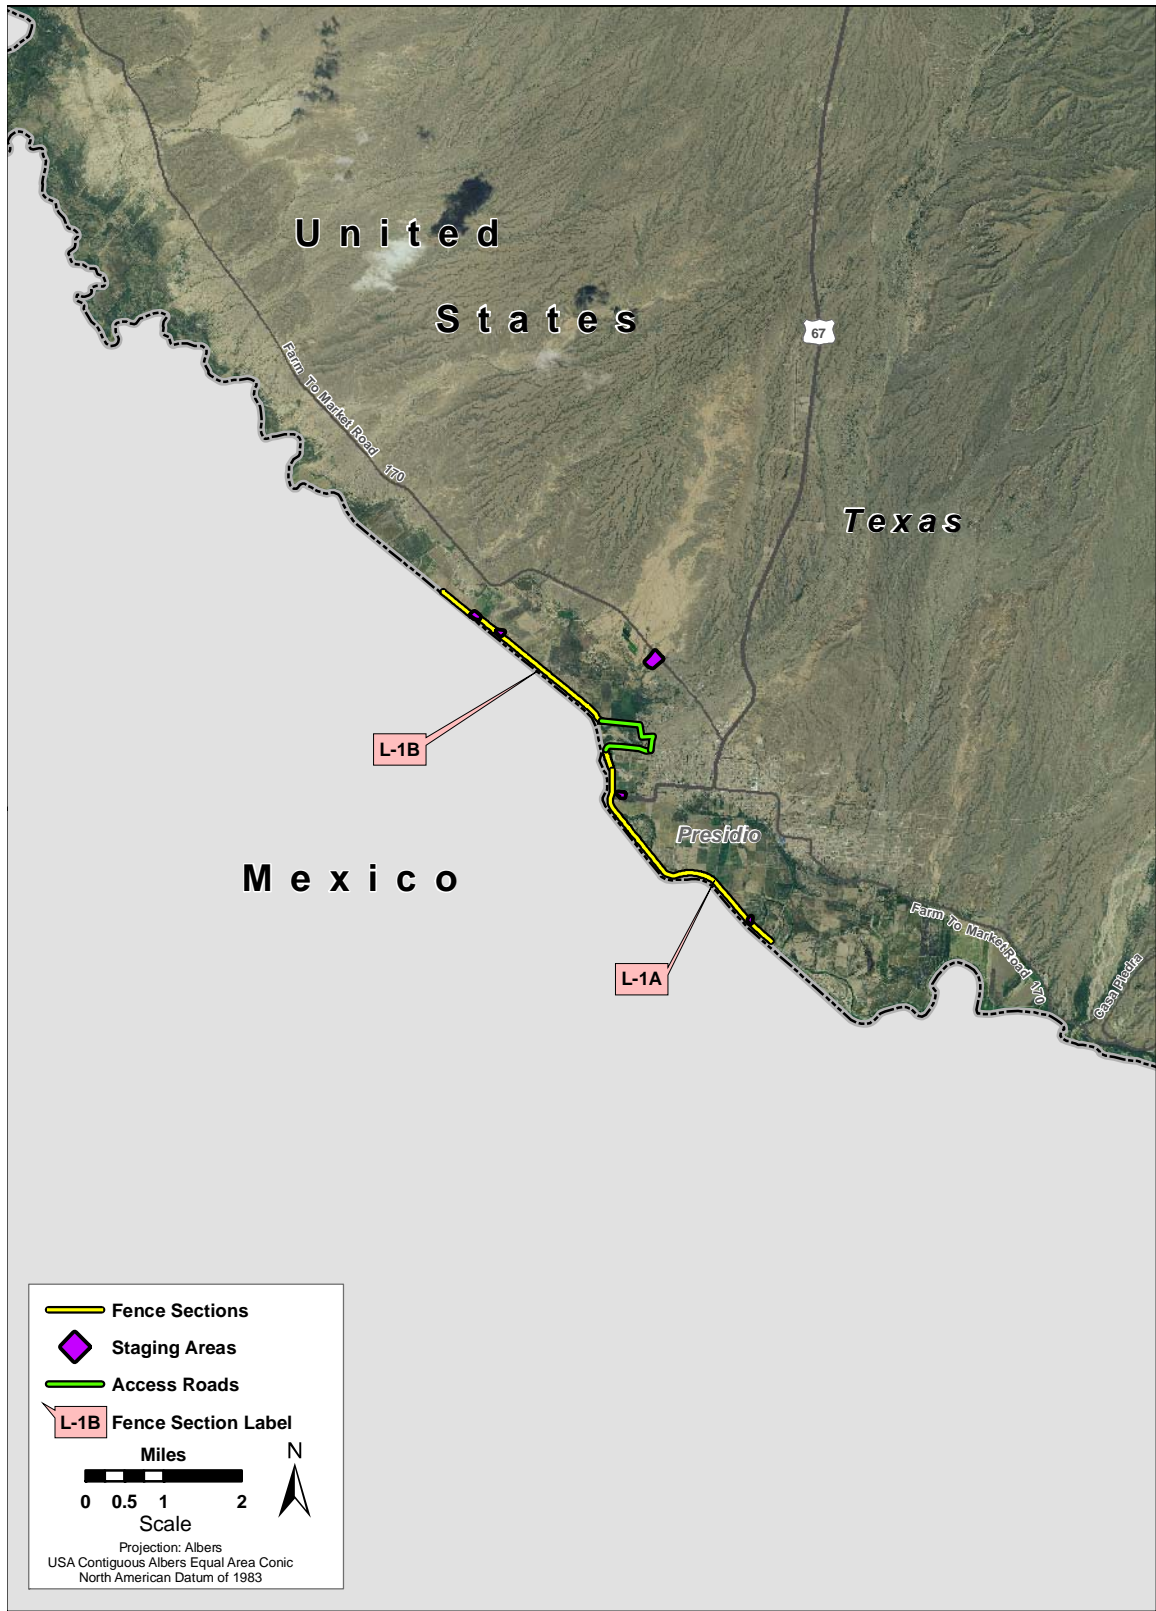 United
States
67
Farm To Market Road 170
Texas
L-1B
Presidio
Mexico
Farm To Market Road 170
L-1A
Casa Piedra
Fence Sections
Staging Areas
Access Roads
L-1B Fence Section Label
Miles
N
0 0.5 1 2
Scale
Projection: Albers
USA Contiguous Albers Equal Area Conic
North American Datum of 1983